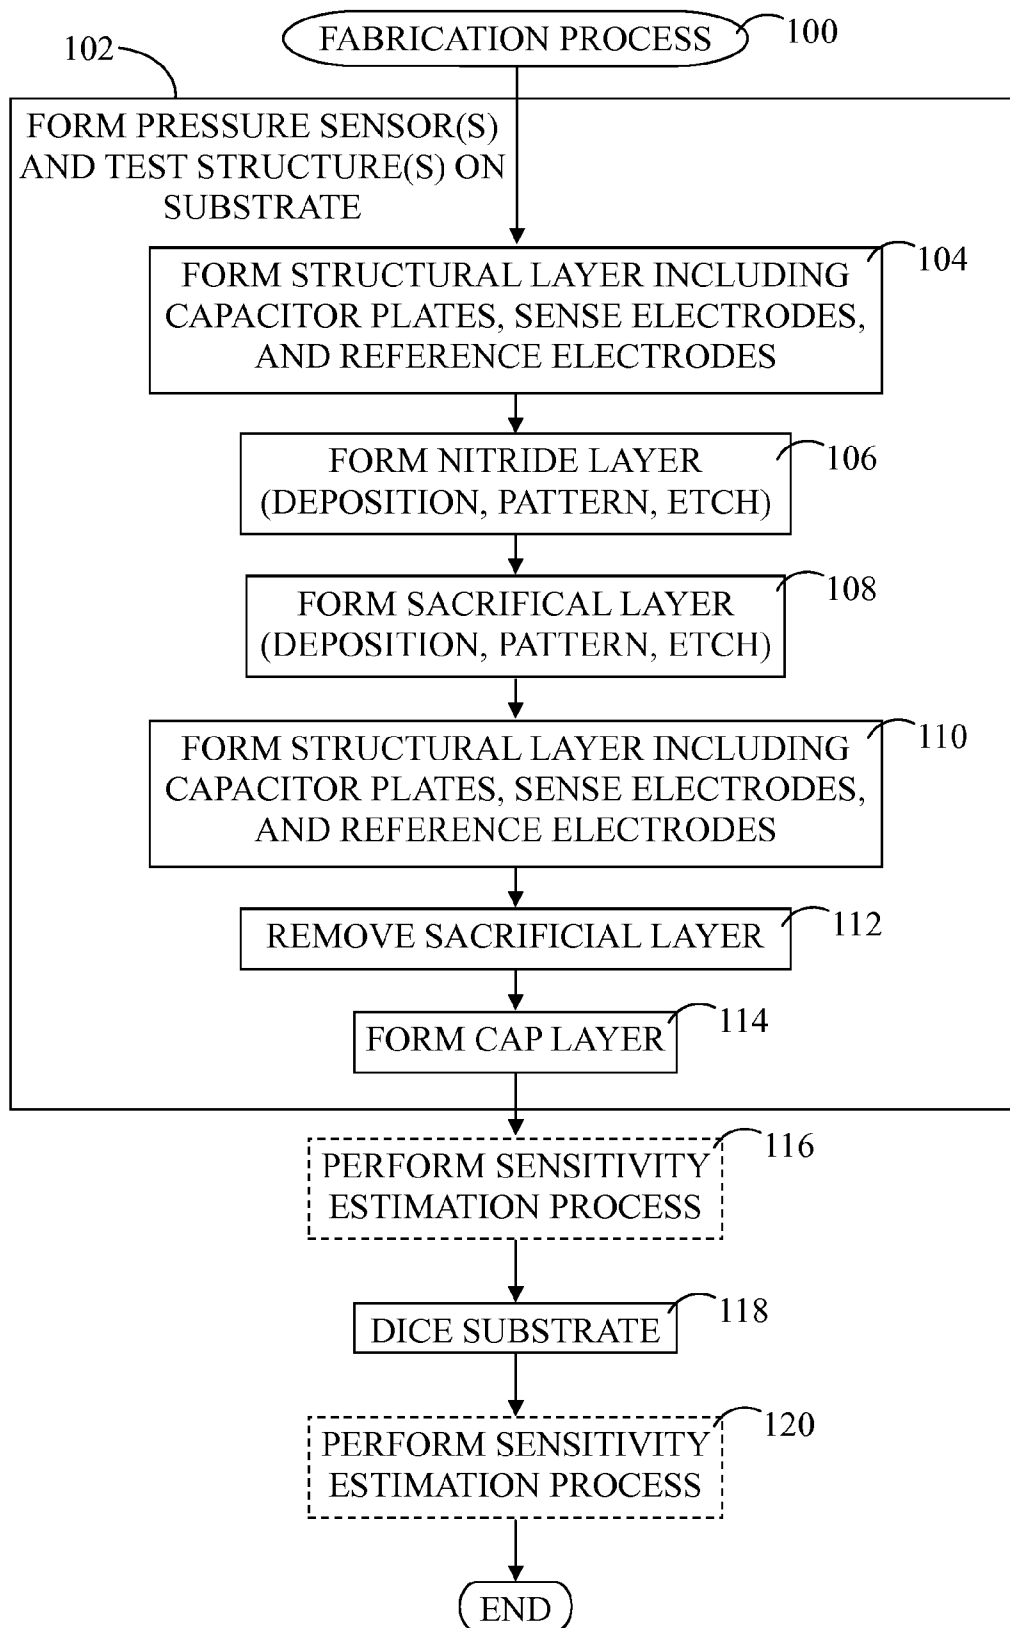 FABRICATION PROCESS
100
102
FORM PRESSURE SENSOR(S)
AND TEST STRUCTURE(S) ON
SUBSTRATE
FORM STRUCTURAL LAYER INCLUDING
CAPACITOR PLATES, SENSE ELECTRODES,
AND REFERENCE ELECTRODES
104
FORM NITRIDE LAYER
(DEPOSITION, PATTERN, ETCH)
106
FORM SACRIFICAL LAYER
(DEPOSITION, PATTERN, ETCH)
108
FORM STRUCTURAL LAYER INCLUDING
CAPACITOR PLATES, SENSE ELECTRODES,
AND REFERENCE ELECTRODES
110
REMOVE SACRIFICIAL LAYER
112
FORM CAP LAYER
114
PERFORM SENSITIVITY
ESTIMATION PROCESS
116
DICE SUBSTRATE
118
PERFORM SENSITIVITY
ESTIMATION PROCESS
120
END